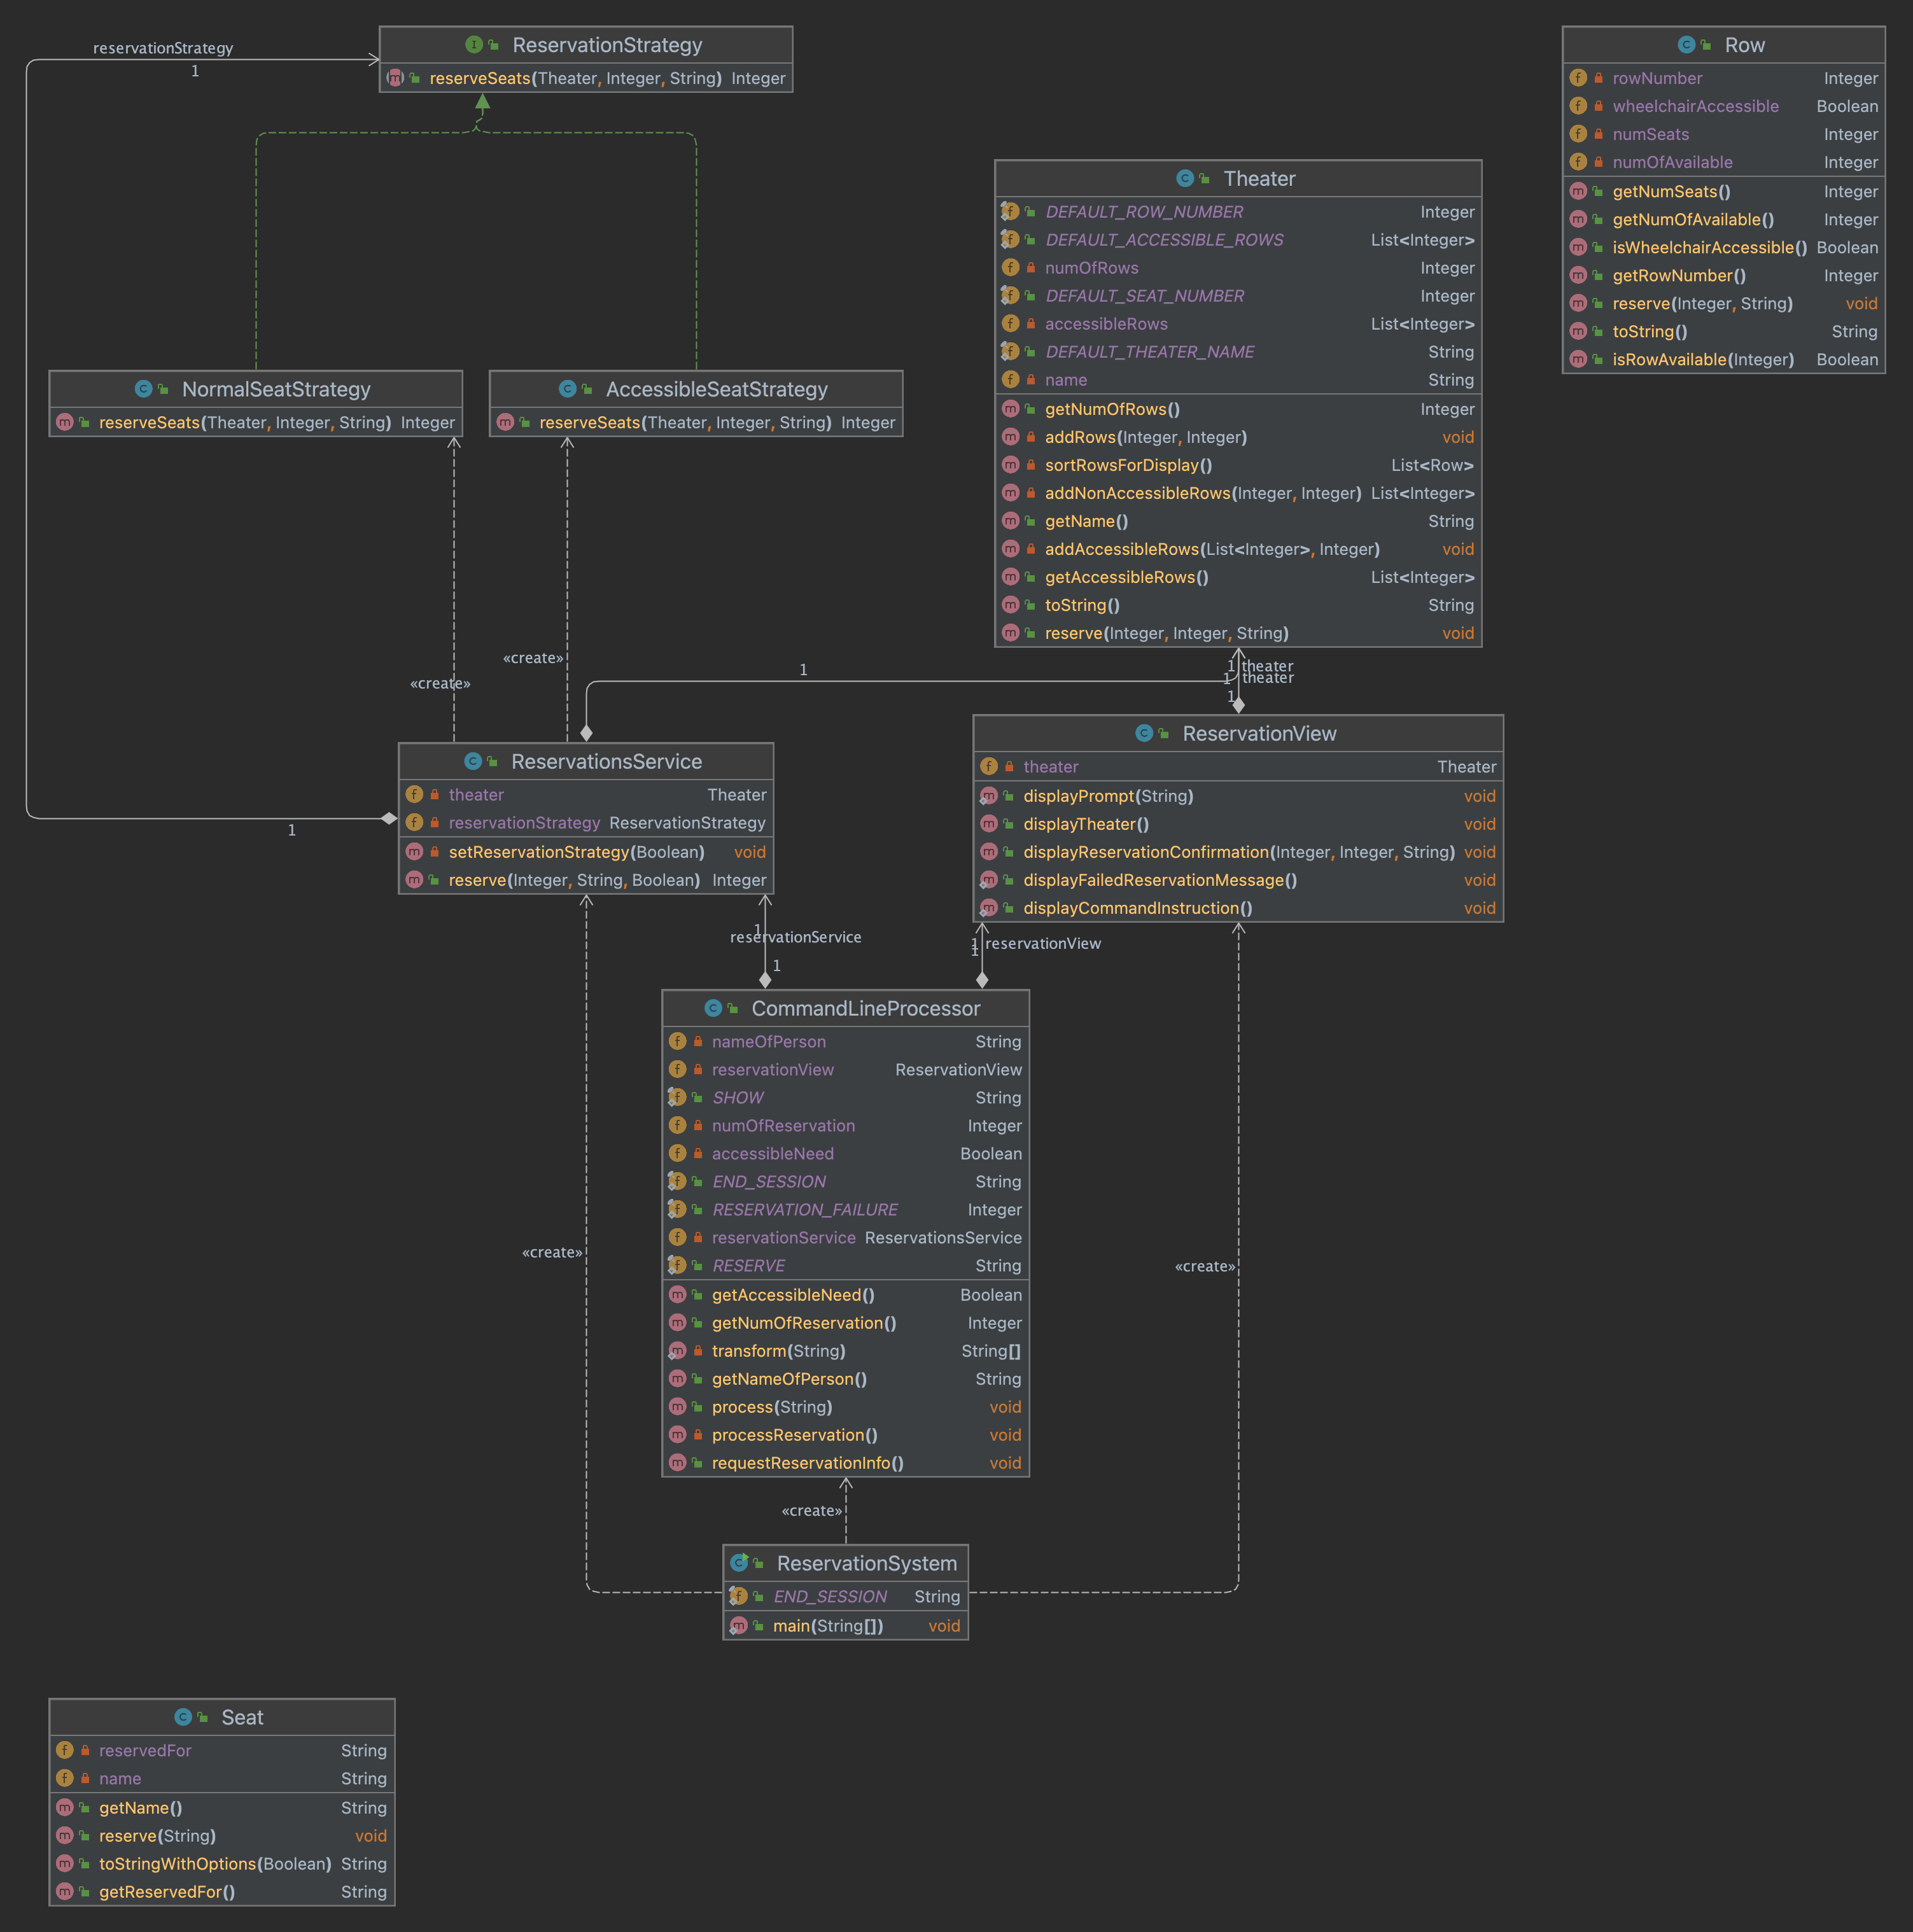 reservationStrategy
1
ReservationStrategy
reserveSeats(Theater, Integer, String) Integer
Row
rowNumber Integer
wheelchairAccessible Boolean
numSeats Integer
numOfAvailable Integer
getNumSeats() Integer
getNumOfAvailable() Integer
isWheelchairAccessible() Boolean
getRowNumber() Integer
reserve(Integer, String) void
toString() String
isRowAvailable(Integer) Boolean
Theater
DEFAULT_ROW_NUMBER Integer
DEFAULT_ACCESSIBLE_ROWS List<Integer>
numOfRows Integer
DEFAULT_SEAT_NUMBER Integer
accessibleRows List<Integer>
DEFAULT_THEATER_NAME String
name String
getNumOfRows() Integer
addRows(Integer, Integer) void
sortRowsForDisplay() List<Row>
addNonAccessibleRows(Integer, Integer) List<Integer>
getName() String
addAccessibleRows(List<Integer>, Integer) void
getAccessibleRows() List<Integer>
toString() String
reserve(Integer, Integer, String) void
NormalSeatStrategy
reserveSeats(Theater, Integer, String) Integer
AccessibleSeatStrategy
reserveSeats(Theater, Integer, String) Integer
«create»
«create»
1
1 theater
1 theater
1
ReservationsService
theater Theater
reservationStrategy ReservationStrategy
setReservationStrategy(Boolean) void
reserve(Integer, String, Boolean) Integer
1
ReservationView
theater Theater
displayPrompt(String) void
displayTheater() void
displayReservationConfirmation(Integer, Integer, String) void
displayFailedReservationMessage() void
displayCommandInstruction() void
1
reservationService
1
1 reservationView
1
CommandLineProcessor
nameOfPerson String
reservationView ReservationView
SHOW String
numOfReservation Integer
accessibleNeed Boolean
END_SESSION String
RESERVATION_FAILURE Integer
reservationService ReservationsService
RESERVE String
getAccessibleNeed() Boolean
getNumOfReservation() Integer
transform(String) String[]
getNameOfPerson() String
process(String) void
processReservation() void
requestReservationInfo() void
«create»
«create»
«create»
ReservationSystem
END_SESSION String
main(String[]) void
Seat
reservedFor String
name String
getName() String
reserve(String) void
toStringWithOptions(Boolean) String
getReservedFor() String